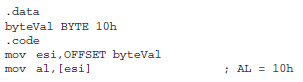 .data
byteVal BYTE 10h
.code
mov esi,OFFSET byteVal
mov al,[esi] ; AL = 10h